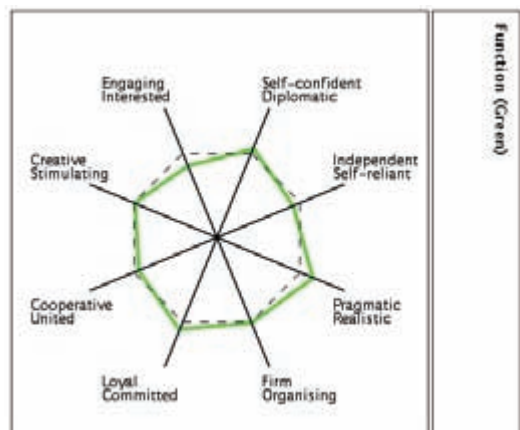 Engaging
Interested
Self-confident
Diplomatic
Creative
Stimulating
Independent
Self-reliant
Cooperative
United
Pragmatic
Realistic
Loyal
Committed
Firm
Organising
Function (Green)